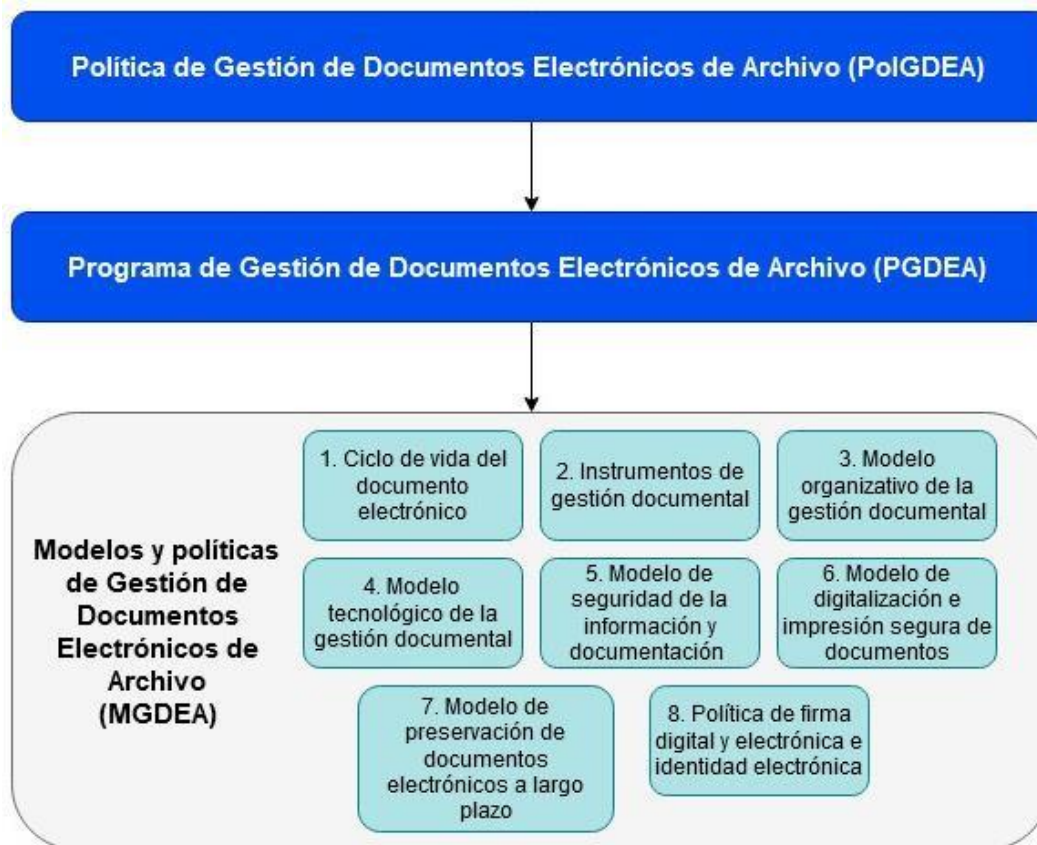 Política de Gestión de Documentos Electrónicos de Archivo (PolGDEA)
Programa de Gestión de Documentos Electrónicos de Archivo (PGDEA)
Modelos y políticas
de Gestión de
Documentos
Electrónicos de
Archivo
(MGDEA)
1. Ciclo de vida del
documento
electrónico
2. Instrumentos de
gestión documental
3. Modelo
organizativo de la
gestión documental
4. Modelo
tecnológico de la
gestión documental
5. Modelo de
seguridad de la
información y
documentación
6. Modelo de
digitalización e
impresión segura de
documentos
7. Modelo de
preservación de
documentos
electrónicos a largo
plazo
8. Política de firma
digital y electrónica e
identidad electrónica